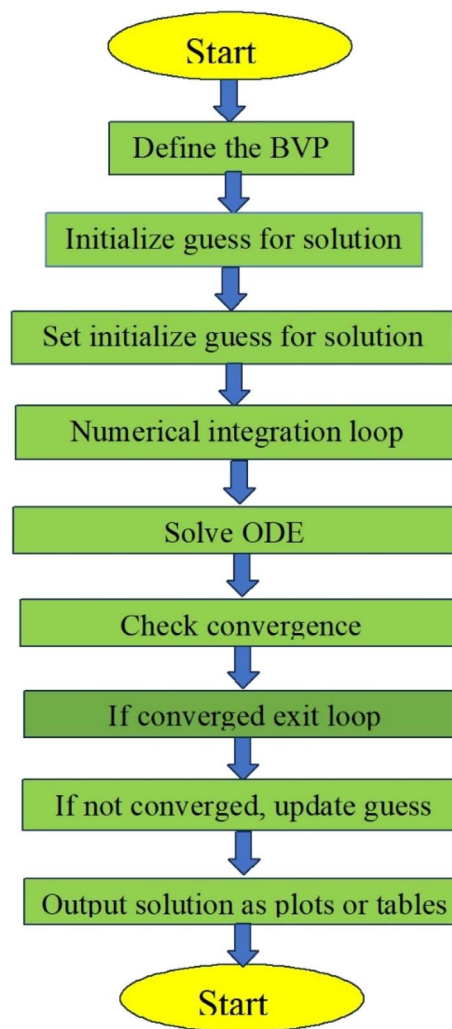 Start
Define the BVP
Initialize guess for solution
Set initialize guess for solution
Numerical integration loop
Solve ODE
Check convergence
If converged exit loop
If not converged, update guess
Output solution as plots or tables
Start